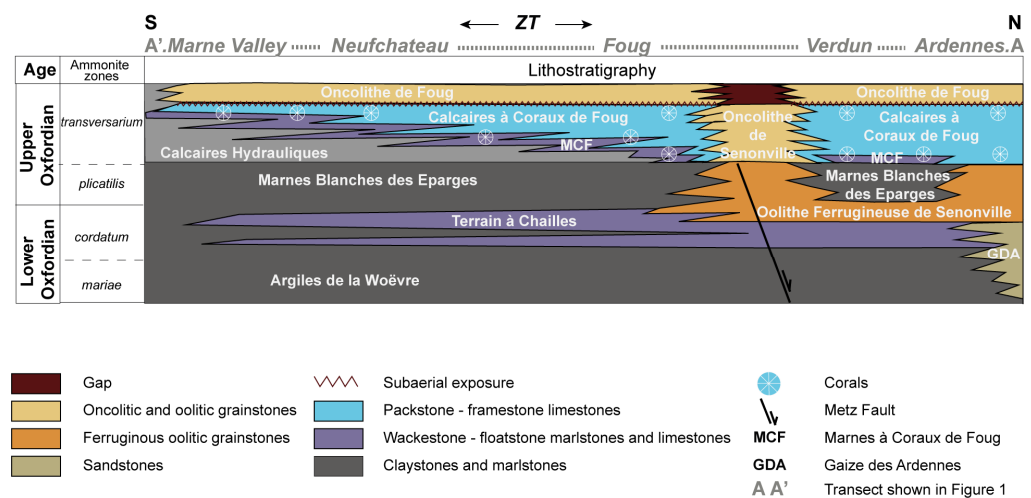 S ZT N
A'.Marne Valley Neufchateau Foug Verdun Ardennes.A
Age Ammonite zones Lithostratigraphy
Upper Oxfordian
Lower Oxfordian
transversarium
plicatilis
cordatum
mariae
Oncolithe de Foug
Oncolithe de Foug
Calcaires à Coraux de Foug
Oncolithe de Senonville
Calcaires à Coraux de Foug
MCF
MCF
Calcaires Hydrauliques
Marnes Blanches des Eparges
Marnes Blanches des Eparges
Terrain à Chailles
Oolithe Ferrugineuse de Senonville
GDA
Argiles de la Woëvre
Gap
Oncolitic and oolitic grainstones
Ferruginous oolitic grainstones
Sandstones
Subaerial exposure
Packstone - framestone limestones
Wackestone - floatstone marlstones and limestones
Claystones and marlstones
Corals
Metz Fault
MCF Marnes à Coraux de Foug
GDA Gaize des Ardennes
A A' Transect shown in Figure 1